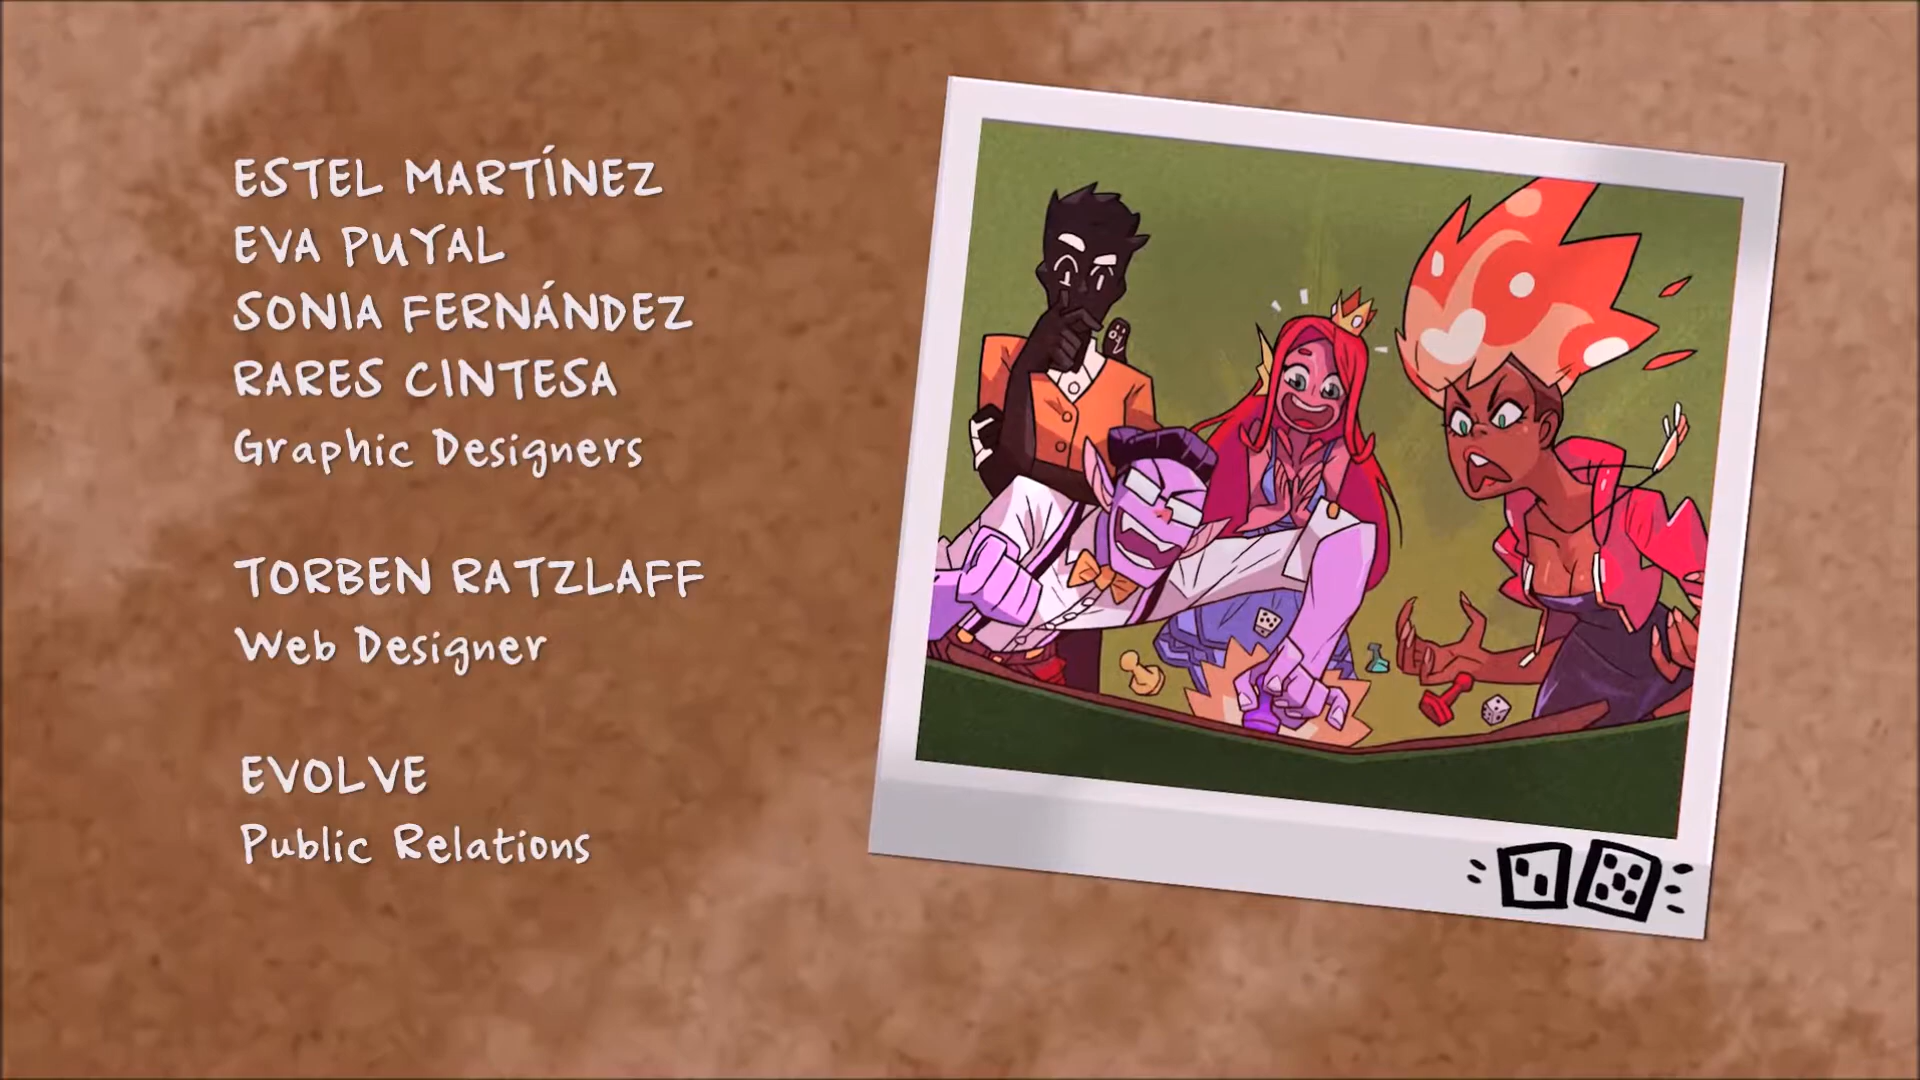 ESTEL MARTÍNEZ
EVA PUYAL
SONIA FERNÁNDEZ
RARES CINTESA
Graphic Designers
TORBEN RATZLAFF
Web Designer
EVOLVE
Public Relations